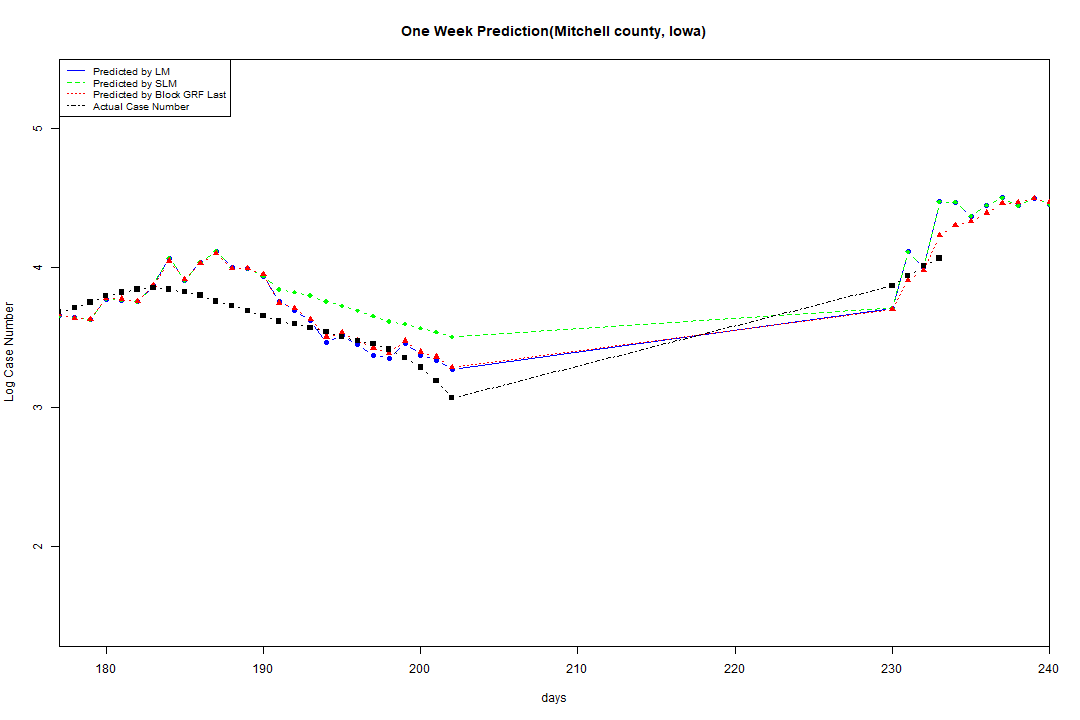 One Week Prediction(Mitchell county, Iowa)
Predicted by LM
Predicted by SLM
Predicted by Block GRF Last
Actual Case Number
5
4
3
2
Log Case Number
180 190 200 210 220 230 240
days